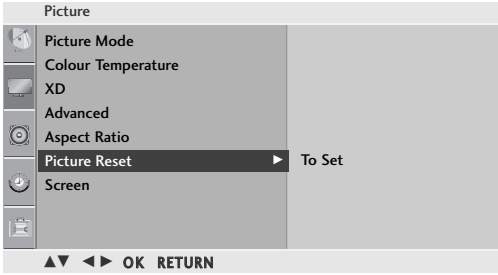 Picture
Picture Mode
Colour Temperature
XD
Advanced
Aspect Ratio
Picture Reset ▶ To Set
Screen
▲▼ ◄► OK RETURN